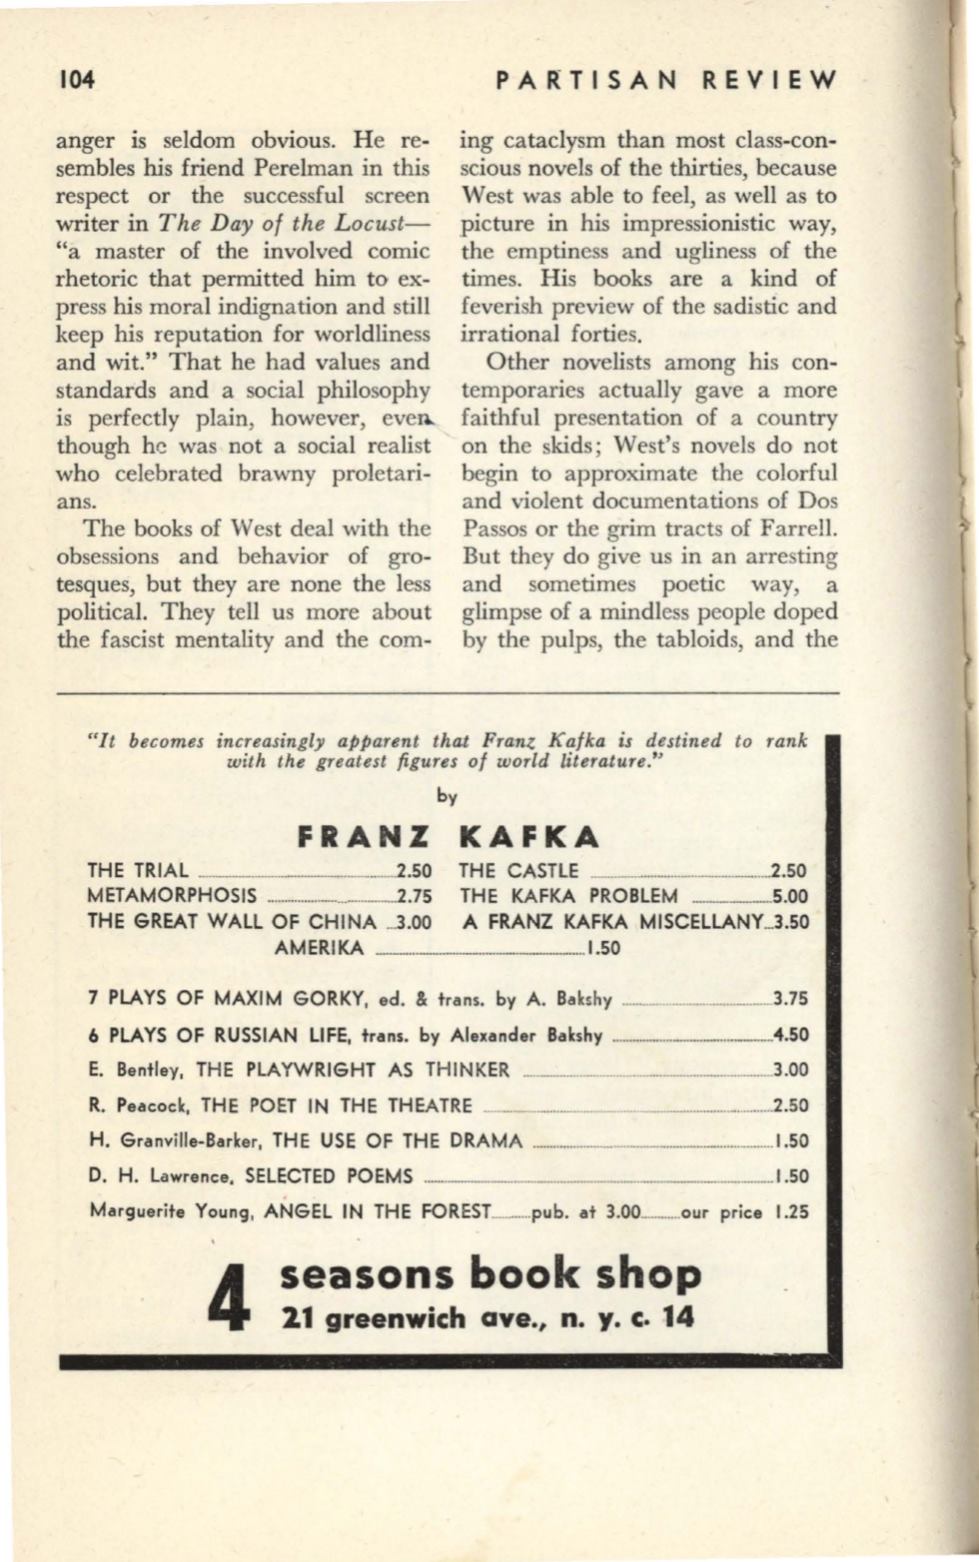 104
PARTISAN REVIEW
anger is seldom obvious. He re-
sembles his friend Perelman in this
respect or the successful screen
writer in The Day of the Locust—
“a master of the involved comic
rhetoric that permitted him to ex-
press his moral indignation and still
keep his reputation for worldliness
and wit.” That he had values and
standards and a social philosophy
is perfectly plain, however, even
though he was not a social realist
who celebrated brawny proletari-
ans.
The books of West deal with the
obsessions and behavior of gro-
tesques, but they are none the less
political. They tell us more about
the fascist mentality and the com-
ing cataclysm than most class-con-
scious novels of the thirties, because
West was able to feel, as well as to
picture in his impressionistic way,
the emptiness and ugliness of the
times. His books are a kind of
feverish preview of the sadistic and
irrational forties.
Other novelists among his con-
temporaries actually gave a more
faithful presentation of a country
on the skids; West’s novels do not
begin to approximate the colorful
and violent documentations of Dos
Passos or the grim tracts of Farrell.
But they do give us in an arresting
and sometimes poetic way, a
glimpse of a mindless people doped
by the pulps, the tabloids, and the
“It becomes increasingly apparent that Franz Kafka is destined to rank
with the greatest figures of world literature.”
by
FRANZ KAFKA
THE TRIAL 2.50 THE CASTLE 2.50
METAMORPHOSIS 2.75 THE KAFKA PROBLEM 5.00
THE GREAT WALL OF CHINA 3.00 A FRANZ KAFKA MISCELLANY 3.50
AMERIKA 1.50
7 PLAYS OF MAXIM GORKY, ed. & trans. by A. Bakshy 3.75
6 PLAYS OF RUSSIAN LIFE, trans. by Alexander Bakshy 4.50
E. Bentley, THE PLAYWRIGHT AS THINKER 3.00
R. Peacock, THE POET IN THE THEATRE 2.50
H. Granville-Barker, THE USE OF THE DRAMA 1.50
D. H. Lawrence, SELECTED POEMS 1.50
Marguerite Young, ANGEL IN THE FOREST pub. at 3.00 our price 1.25
4 seasons book shop
21 greenwich ave., n. y. c. 14